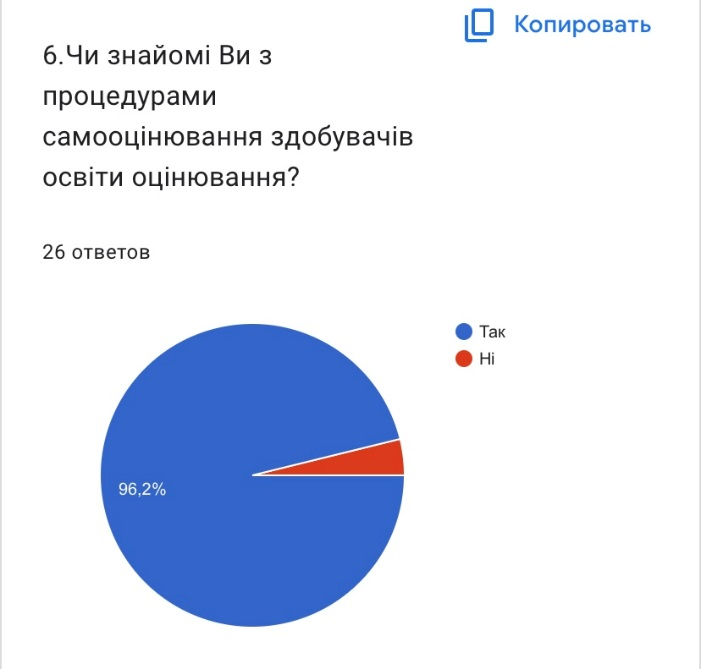 Копировать
6.Чи знайомі Ви з
процедурами
самооцінювання здобувачів
освіти оцінювання?
26 ответов
Так
Ні
96,2%